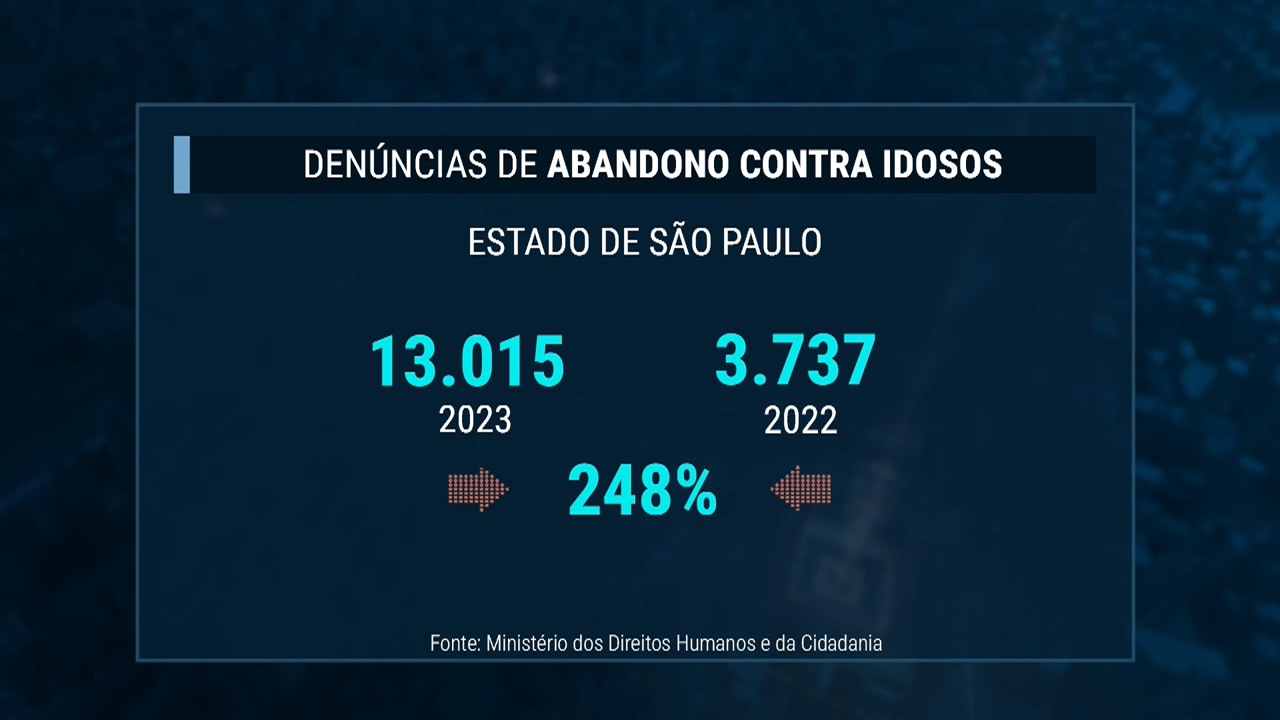 DENÚNCIAS DE ABANDONO CONTRA IDOSOS
ESTADO DE SÃO PAULO
13.015 3.737
2023 2022
248%
Fonte: Ministério dos Direitos Humanos e da Cidadania